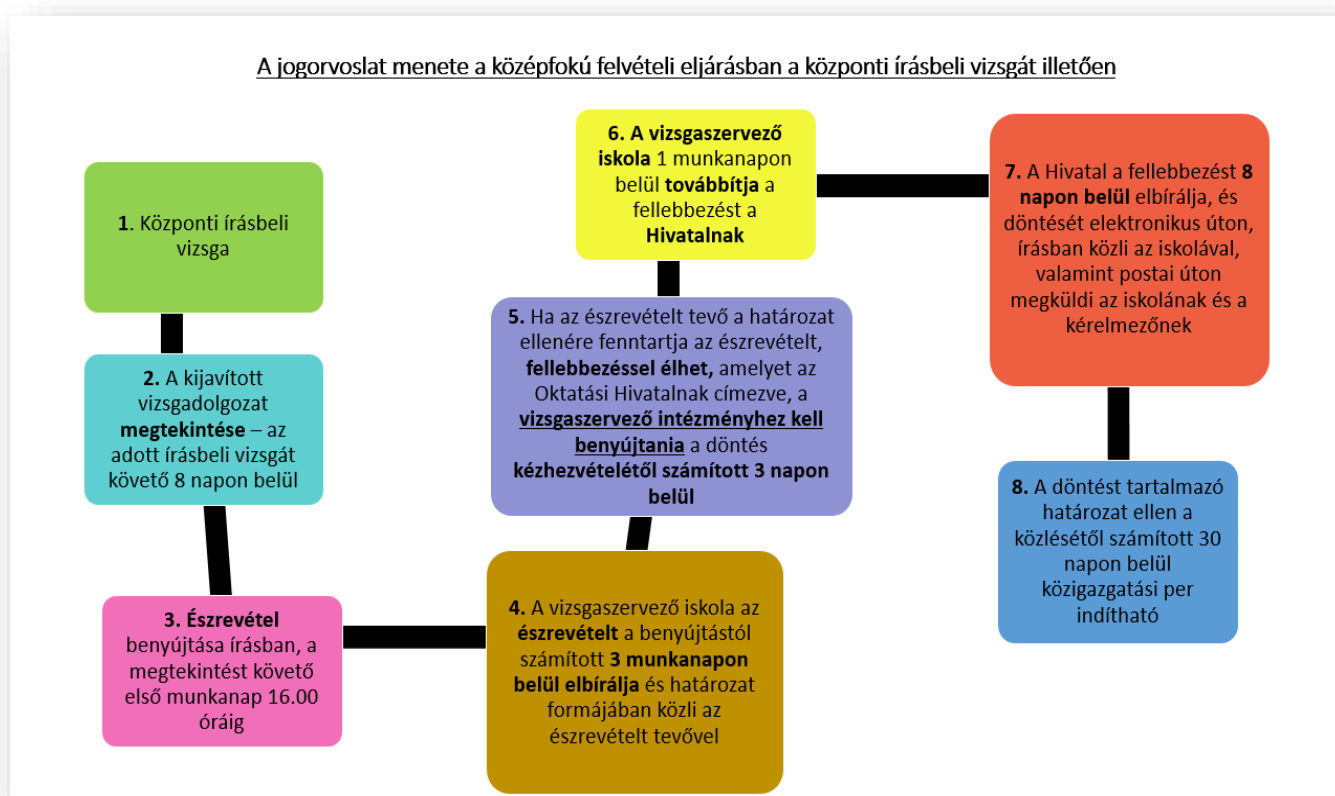 A jogorvoslat menete a középfokú felvételi eljárásban a központi írásbeli vizsgát illetően
1. Központi írásbeli
vizsga
2. A kijavított
vizsgadolgozat
megtekintése – az
adott írásbeli vizsgát
követő 8 napon belül
3. Észrevétel
benyújtása írásban, a
megtekintést követő
első munkanap 16.00
óráig
4. A vizsgaszervező iskola az
észrevételt a benyújtástól
számított 3 munkanapon
belül elbírálja és határozat
formájában közli az
észrevételt tevővel
5. Ha az észrevételt tevő a határozat
ellenére fenntartja az észrevételt,
fellebbezéssel élhet, amelyet az
Oktatási Hivatalnak címezve, a
vizsgaszervező intézményhez kell
benyújtania a döntés
kézhezvételétől számított 3 napon
belül
6. A vizsgaszervező
iskola 1 munkanapon
belül továbbítja a
fellebbezést a
Hivatalnak
7. A Hivatal a fellebbezést 8
napon belül elbírálja, és
döntését elektronikus úton,
írásban közli az iskolával,
valamint postai úton
megküldi az iskolának és a
kérelmezőnek
8. A döntést tartalmazó
határozat ellen a
közlésétől számított 30
napon belül
közigazgatási per
indítható